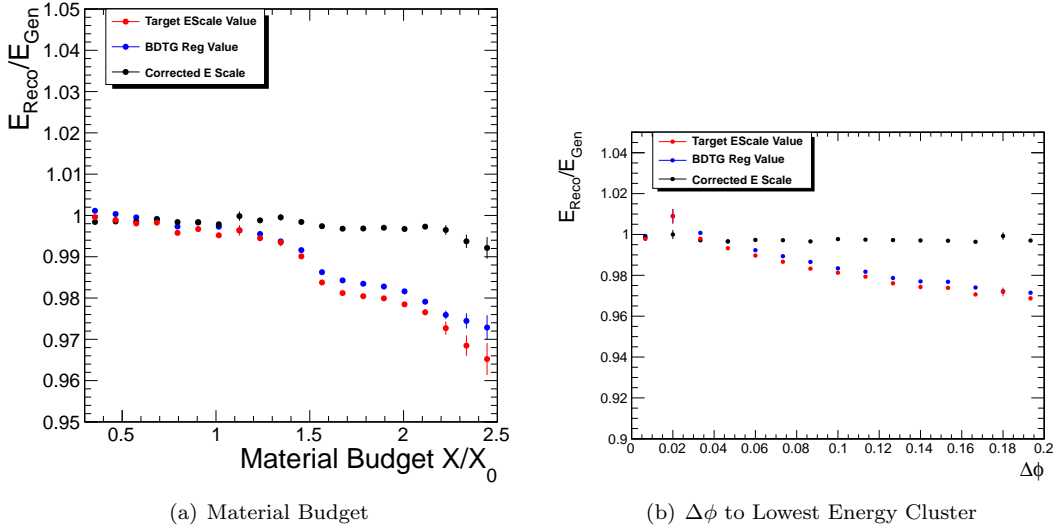 E_Reco/E_Gen
1.05
1.04
1.03
1.02
1.01
1
0.99
0.98
0.97
0.96
0.95
Target EScale Value
BDTG Reg Value
Corrected E Scale
0.5 1 1.5 2 2.5
Material Budget X/X_0
(a) Material Budget
E_Reco/E_Gen
1.04
1.02
1
0.98
0.96
0.94
0.92
0.9
Target EScale Value
BDTG Reg Value
Corrected E Scale
0 0.02 0.04 0.06 0.08 0.10 0.12 0.14 0.16 0.18 0.2
Δϕ
(b) Δϕ to Lowest Energy Cluster